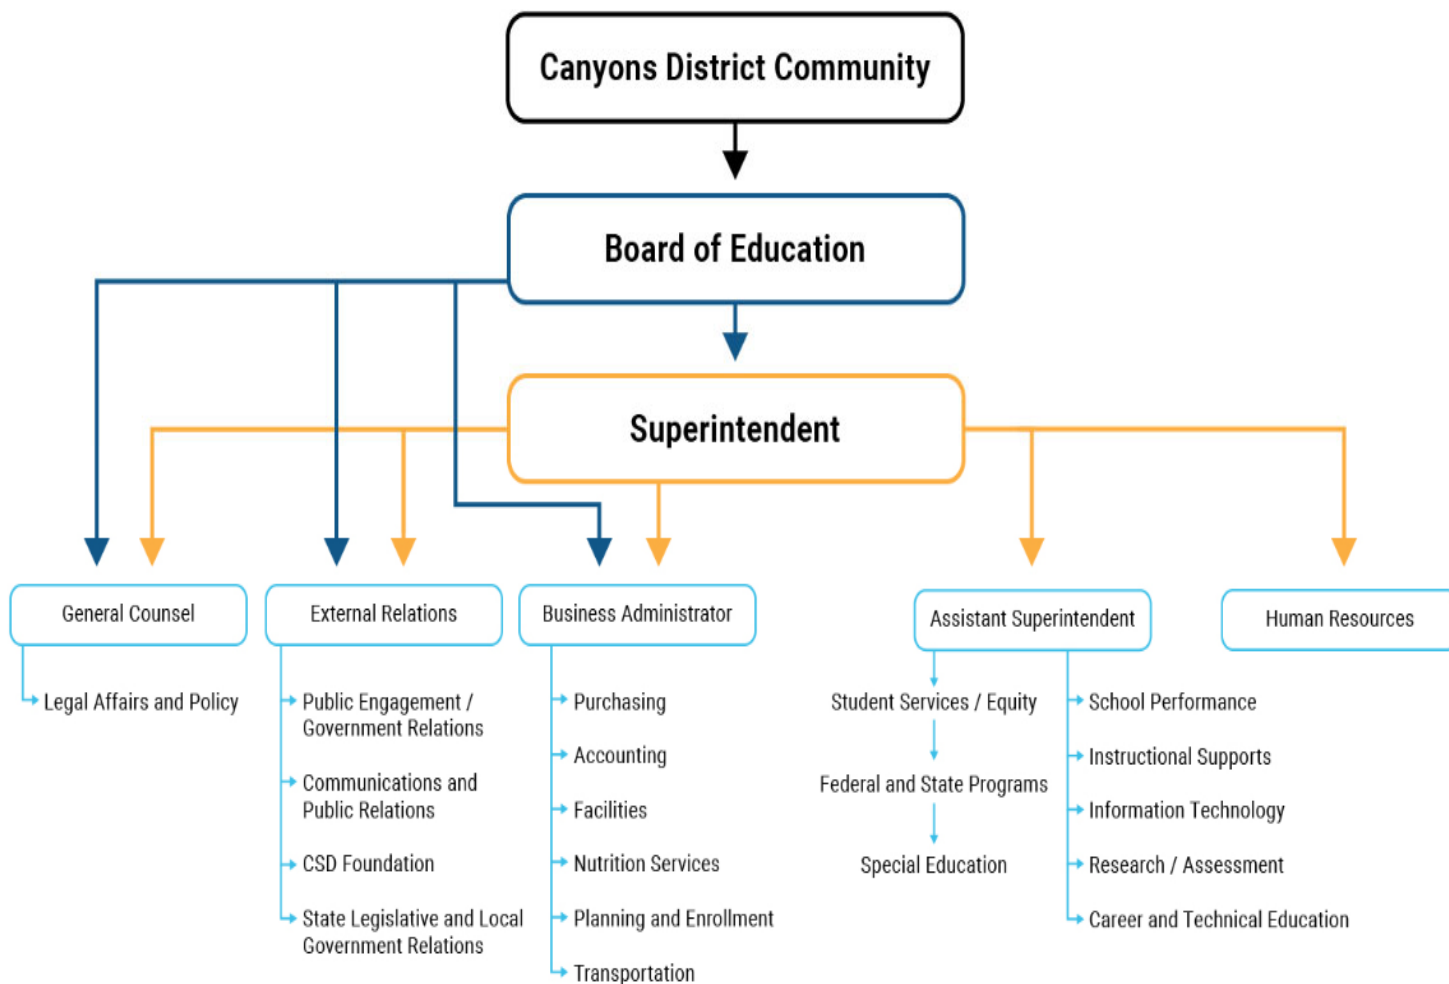 Canyons District Community
Board of Education
Superintendent
General Counsel
Legal Affairs and Policy
External Relations
Public Engagement /
Government Relations
Communications and
Public Relations
CSD Foundation
State Legislative and Local
Government Relations
Business Administrator
Purchasing
Accounting
Facilities
Nutrition Services
Planning and Enrollment
Transportation
Assistant Superintendent
Student Services / Equity
Federal and State Programs
Special Education
School Performance
Instructional Supports
Information Technology
Research / Assessment
Career and Technical Education
Human Resources